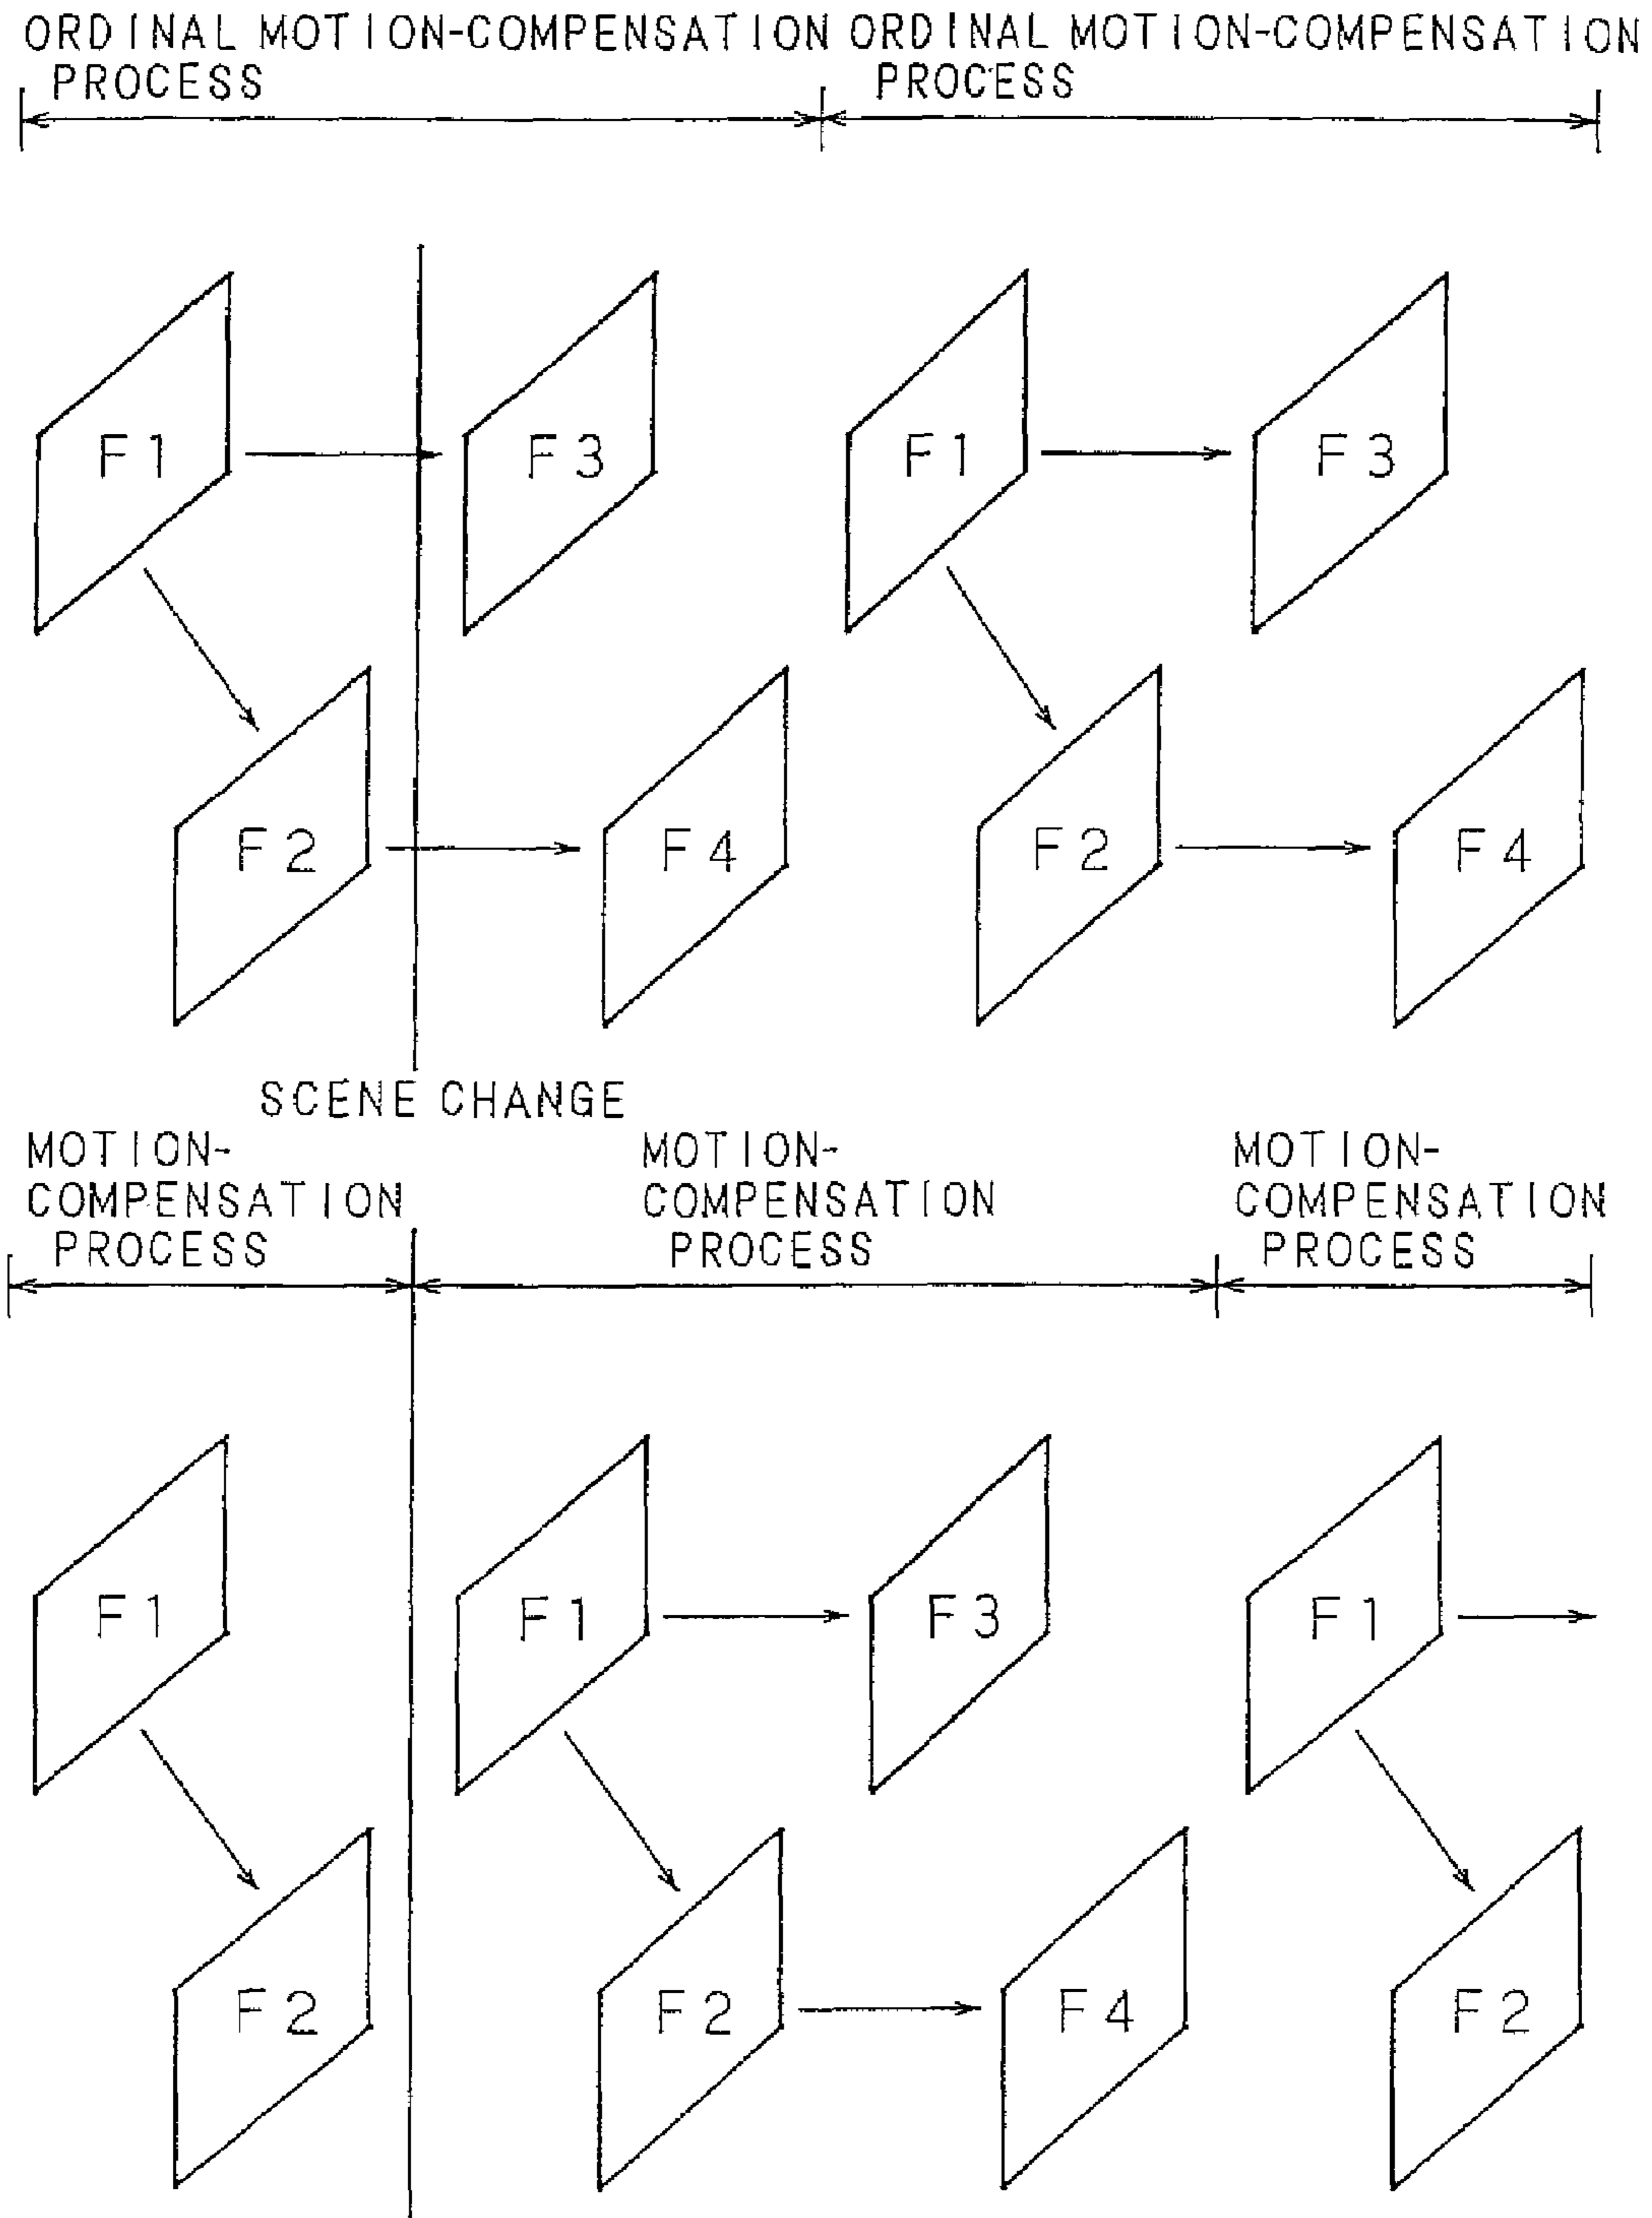 ORDINAL MOTION-COMPENSATION
PROCESS
ORDINAL MOTION-COMPENSATION
PROCESS
F1
F3
F1
F3
F2
F4
F2
F4
SCENE CHANGE
MOTION-
COMPENSATION
PROCESS
MOTION-
COMPENSATION
PROCESS
MOTION-
COMPENSATION
PROCESS
F1
F1
F3
F1
F2
F2
F4
F2